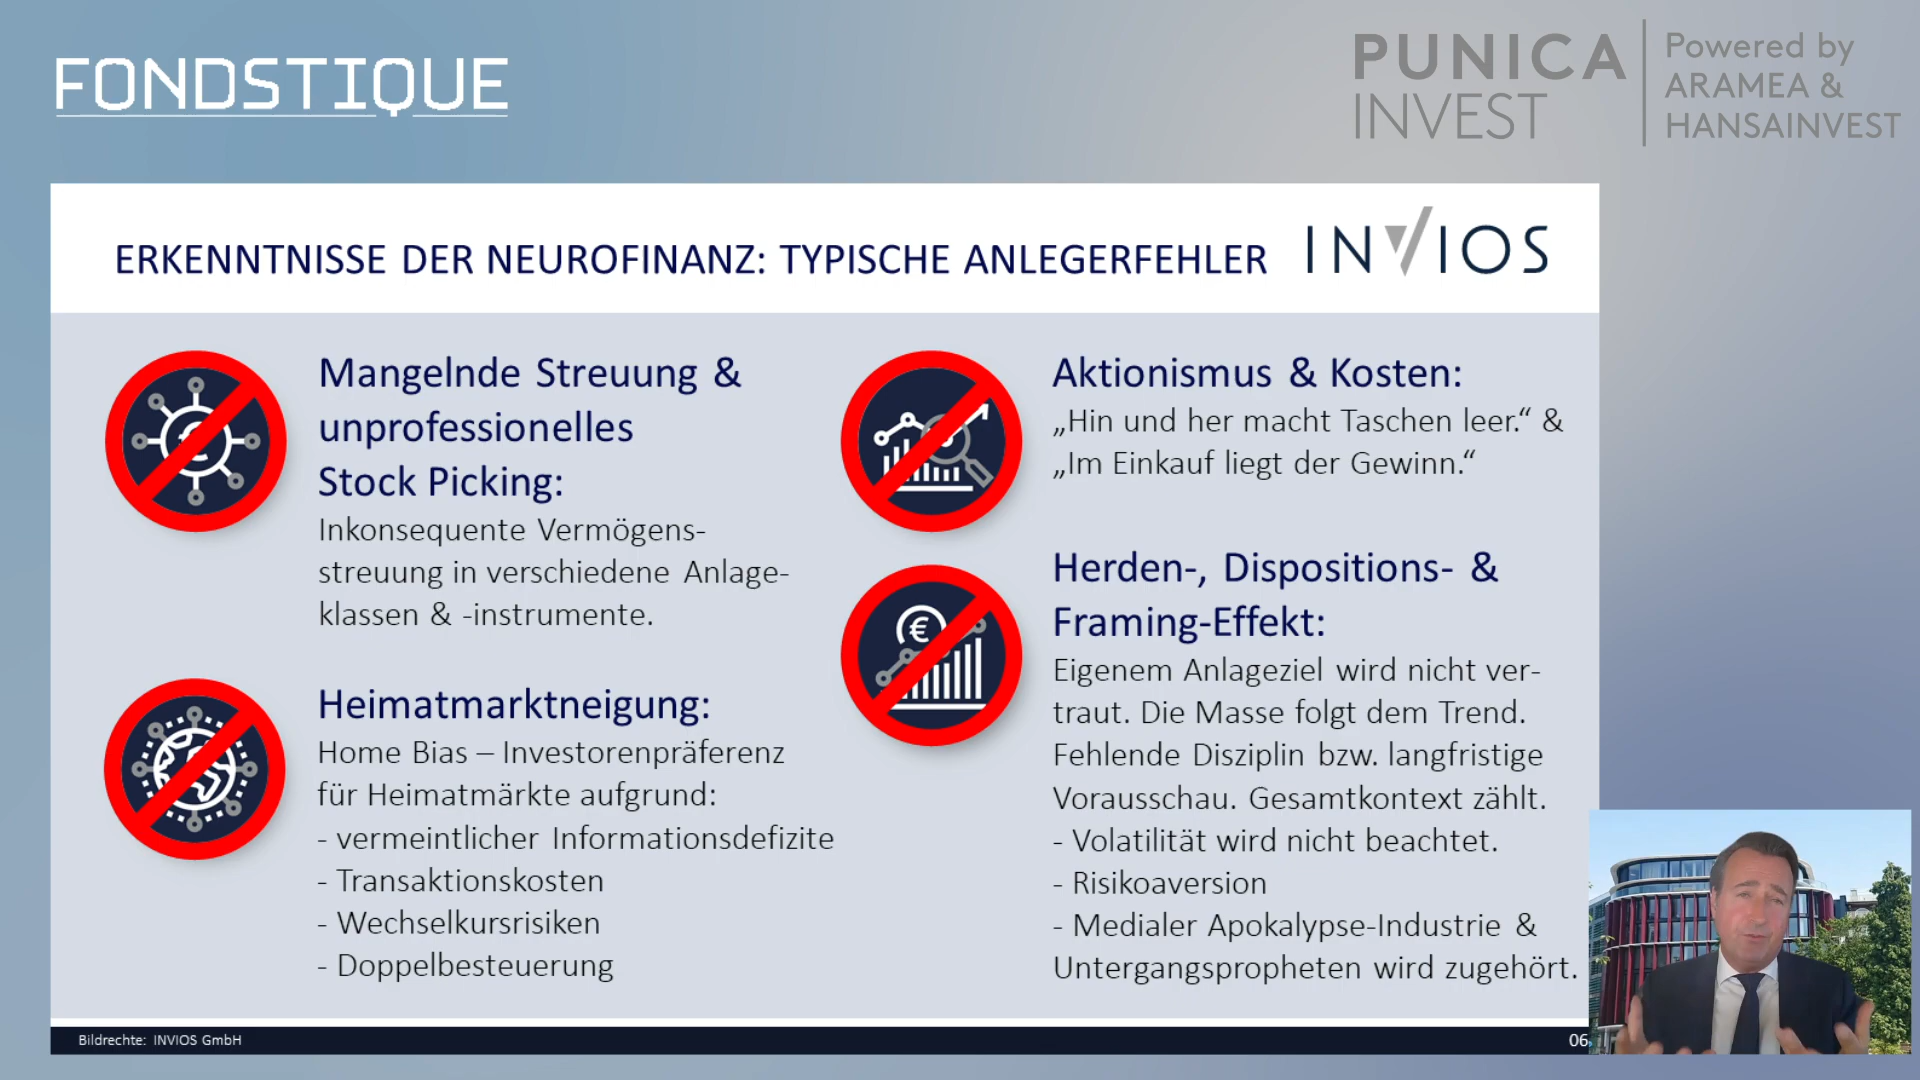 FONDSTIQUE
PUNICA
INVEST
Powered by
ARAMEA &
HANSAINVEST
ERKENNTNISSE DER NEUROFINANZ: TYPISCHE ANLEGERFEHLER
INVIOS
Mangelnde Streuung &
unprofessionelles
Stock Picking:
Inkonsequente Vermögens-
streuung in verschiedene Anlage-
klassen & -instrumente.
Heimatmarktneigung:
Home Bias – Investorenpräferenz
für Heimatmärkte aufgrund:
- vermeintlicher Informationsdefizite
- Transaktionskosten
- Wechselkursrisiken
- Doppelbesteuerung
Aktionismus & Kosten:
„Hin und her macht Taschen leer.“ &
„Im Einkauf liegt der Gewinn.“
Herden-, Dispositions- &
Framing-Effekt:
Eigenem Anlageziel wird nicht ver-
traut. Die Masse folgt dem Trend.
Fehlende Disziplin bzw. langfristige
Vorausschau. Gesamtkontext zählt.
- Volatilität wird nicht beachtet.
- Risikoaversion
- Medialer Apokalypse-Industrie &
Untergangspropheten wird zugehört.
Bildrechte: INVIOS GmbH
06